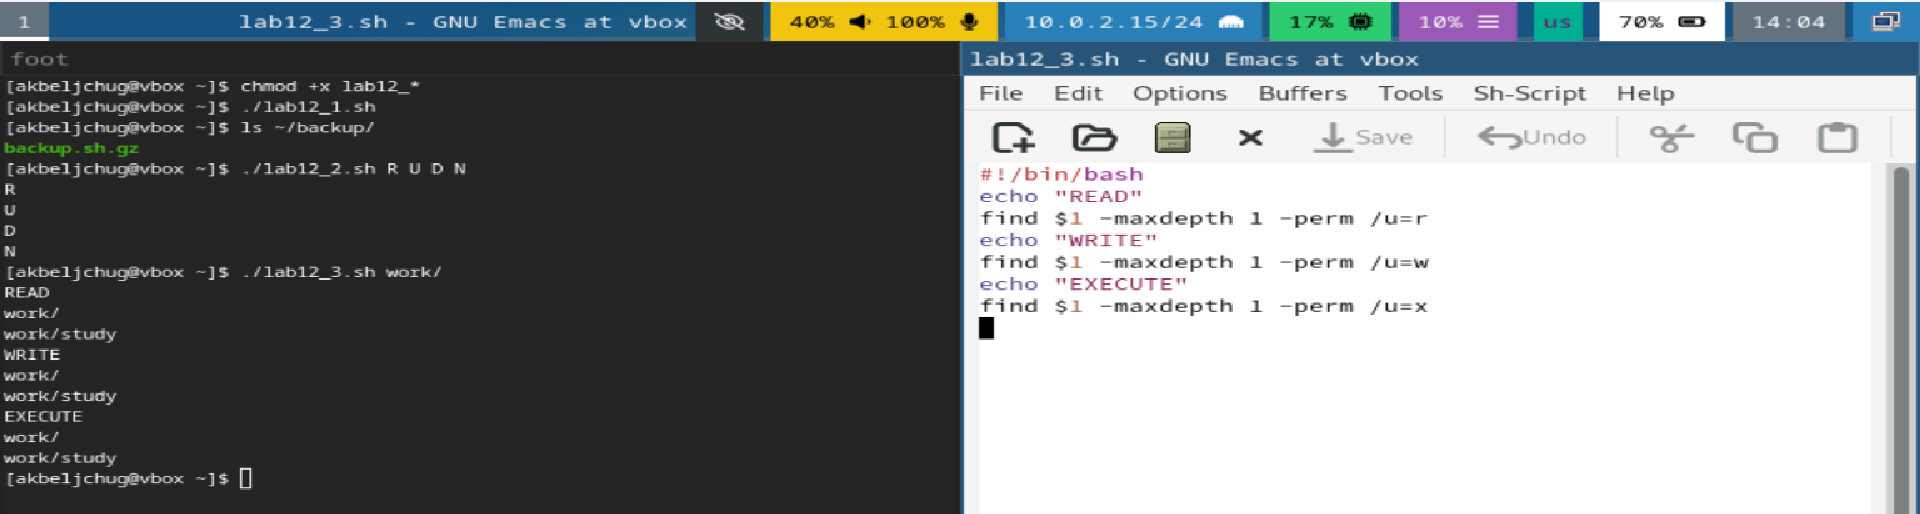 1 lab12_3.sh - GNU Emacs at vbox 40% 100% 10.0.2.15/24 17% 10% us 70% 14:04
foot
[akbeljchug@vbox ~]$ chmod +x lab12_*
[akbeljchug@vbox ~]$ ./lab12_1.sh
[akbeljchug@vbox ~]$ ls ~/backup/
backup.sh.gz
[akbeljchug@vbox ~]$ ./lab12_2.sh R U D N
R
U
D
N
[akbeljchug@vbox ~]$ ./lab12_3.sh work/
READ
work/
work/study
WRITE
work/
work/study
EXECUTE
work/
work/study
[akbeljchug@vbox ~]$
lab12_3.sh - GNU Emacs at vbox
File Edit Options Buffers Tools Sh-Script Help
Save Undo
#!/bin/bash
echo "READ"
find $1 -maxdepth 1 -perm /u=r
echo "WRITE"
find $1 -maxdepth 1 -perm /u=w
echo "EXECUTE"
find $1 -maxdepth 1 -perm /u=x